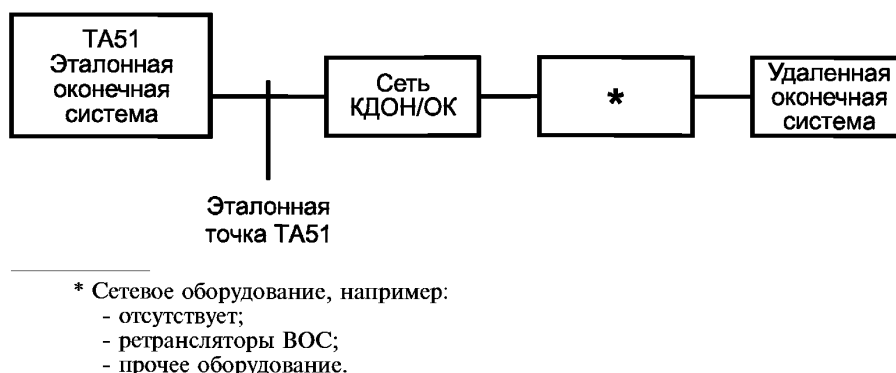 ТА51
Эталонная
оконечная
система
Сеть
КДОН/ОК
*
Удаленная
оконечная
система
Эталонная
точка ТА51
* Сетевое оборудование, например:
- отсутствует;
- ретрансляторы ВОС;
- прочее оборудование.